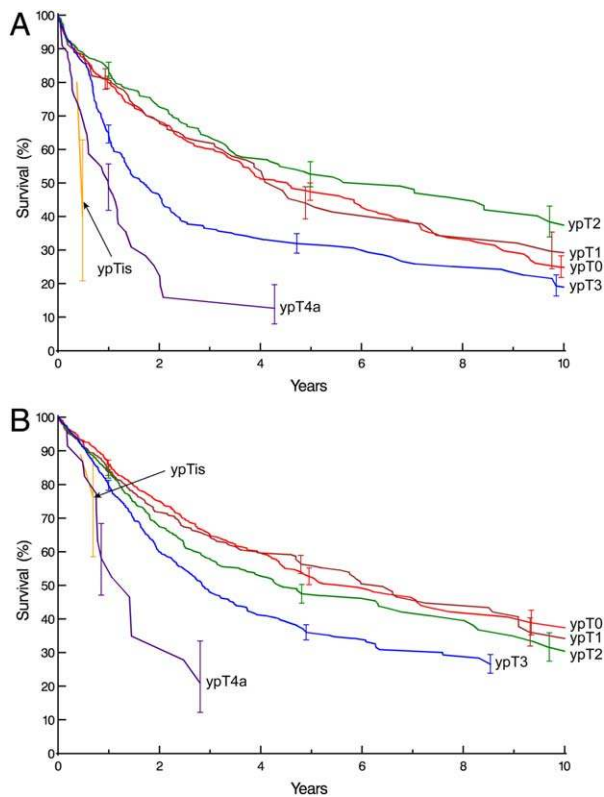 A
100
90
80
70
60
50
40
30
20
10
0
Survival (%)
ypTis
ypT4a
ypT2
ypT1
ypT0
ypT3
0 2 4 6 8 10
Years
B
100
90
80
70
60
50
40
30
20
10
0
Survival (%)
ypTis
ypT4a
ypT3
ypT0
ypT1
ypT2
0 2 4 6 8 10
Years